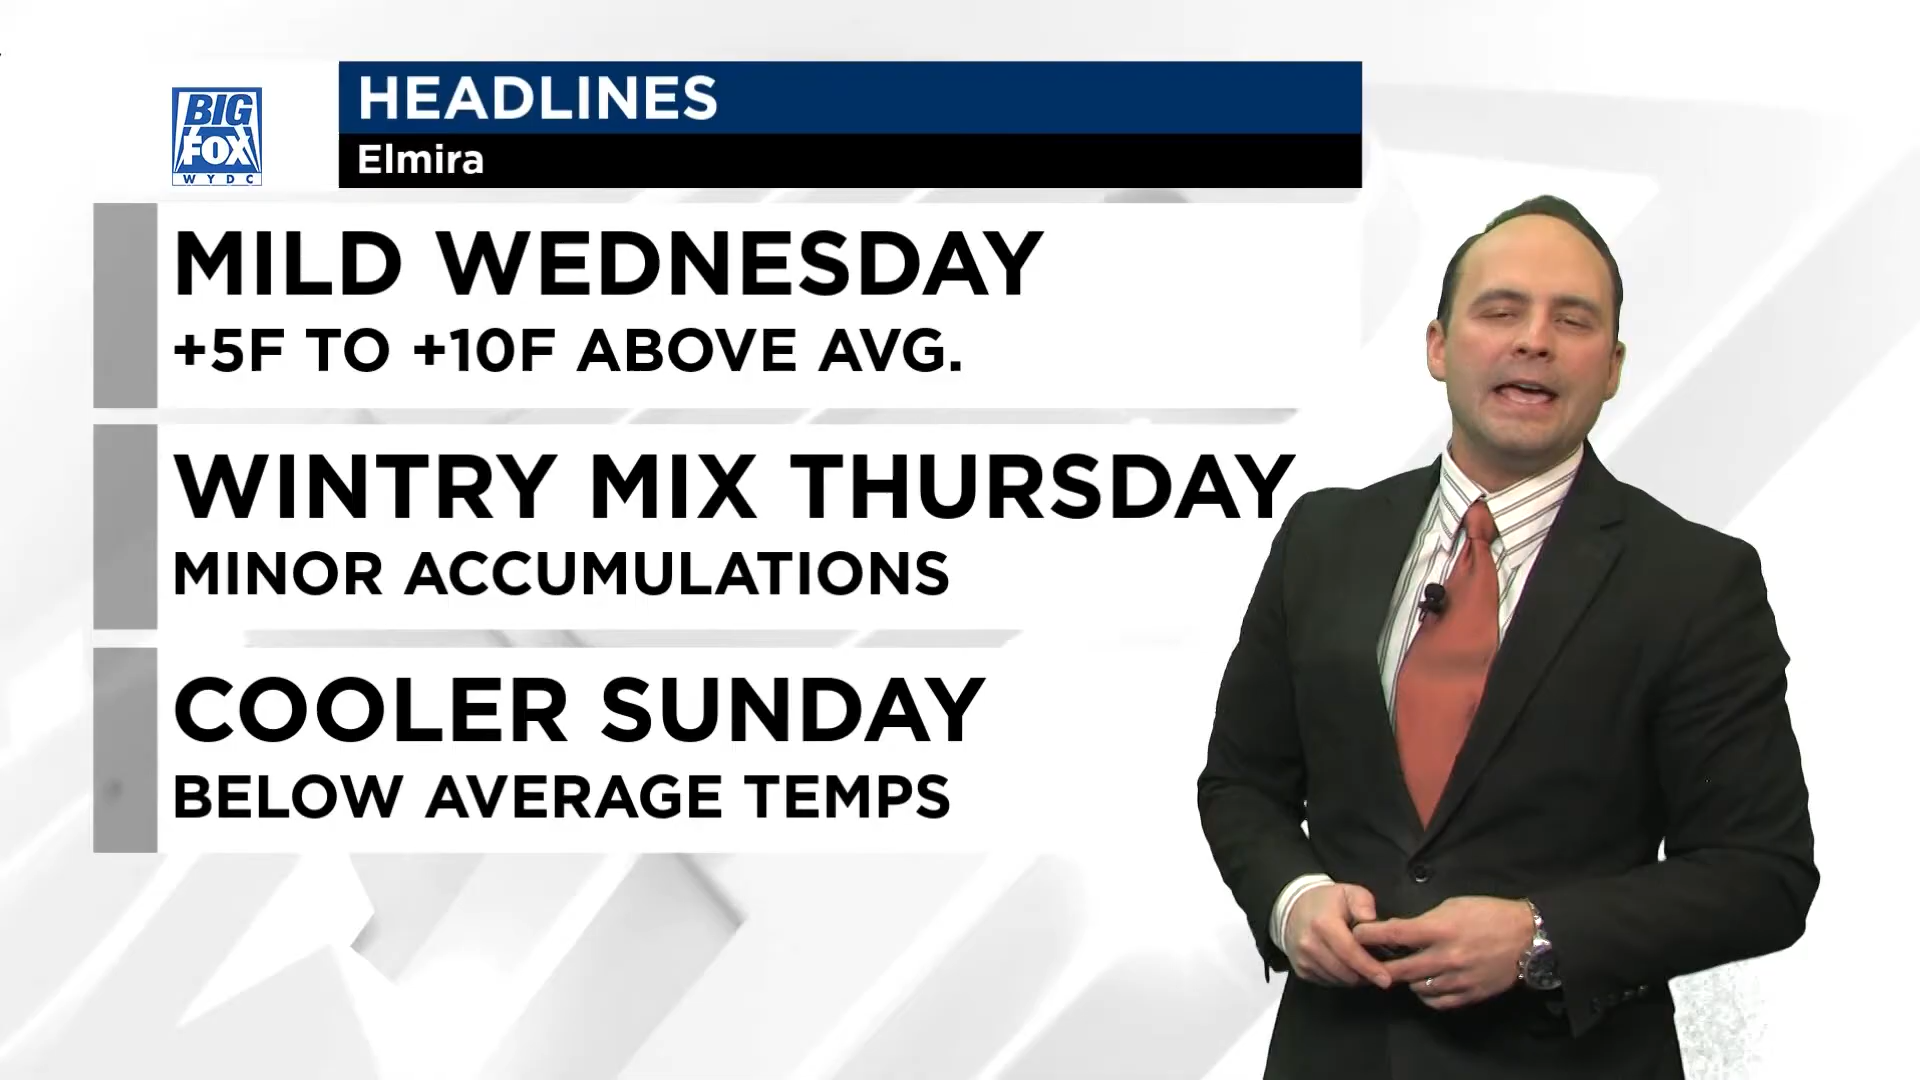 BIG
FOX
WYDC
HEADLINES
Elmira
MILD WEDNESDAY
+5F TO +10F ABOVE AVG.
WINTRY MIX THURSDAY
MINOR ACCUMULATIONS
COOLER SUNDAY
BELOW AVERAGE TEMPS